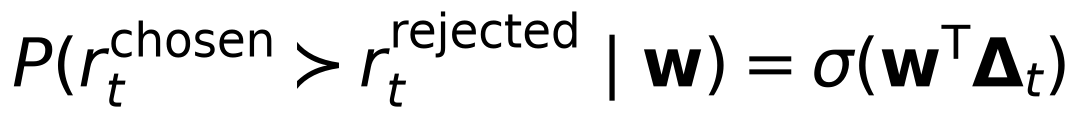 P(r_t^chosen ≻ r_t^rejected | w) = σ(w^⊤Δ_t)